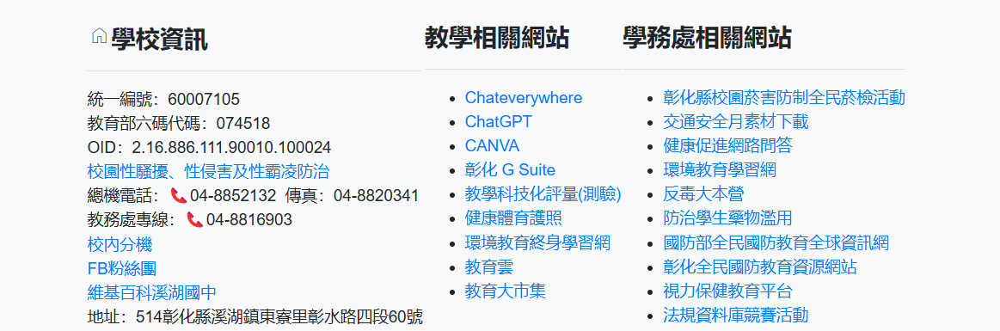 學校資訊
統一編號：60007105
教育部六碼代碼：074518
OID：2.16.886.111.90010.100024
校園性騷擾、性侵害及性霸凌防治
總機電話：04-8852132 傳真：04-8820341
教務處專線：04-8816903
校內分機
FB粉絲團
維基百科溪湖國中
地址：514彰化縣溪湖鎮東寮里彰水路四段60號
教學相關網站
Chateverywhere
ChatGPT
CANVA
彰化 G Suite
教學科技化評量(測驗)
健康體育護照
環境教育終身學習網
教育雲
教育大市集
學務處相關網站
彰化縣校園菸害防制全民菸檢活動
交通安全月素材下載
健康促進網路問答
環境教育學習網
反毒大本營
防治學生藥物濫用
國防部全民國防教育全球資訊網
彰化全民國防教育資源網站
視力保健教育平台
法規資料庫競賽活動